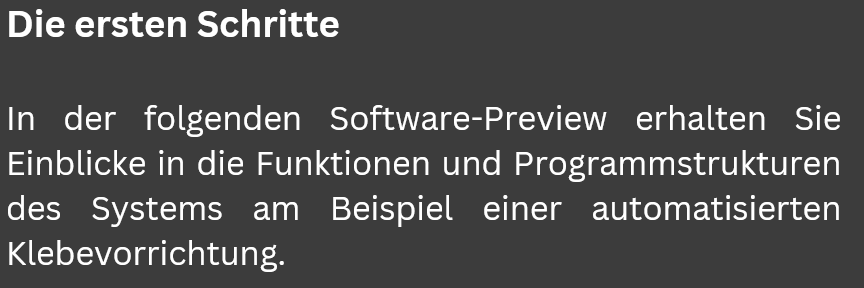 Die ersten Schritte
In der folgenden Software-Preview erhalten Sie
Einblicke in die Funktionen und Programmstrukturen
des Systems am Beispiel einer automatisierten
Klebevorrichtung.